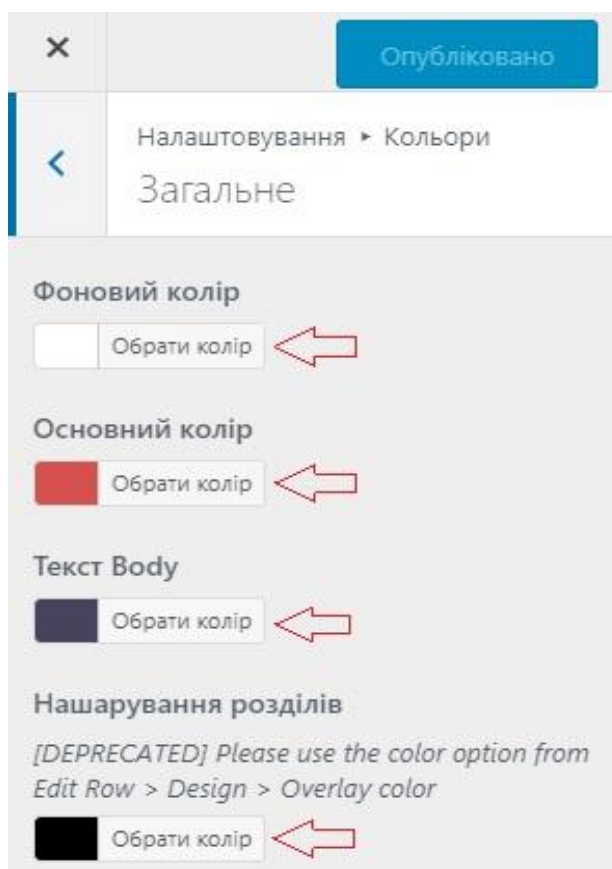 Опубліковано
Налаштовування ▸ Кольори
Загальне
Фоновий колір
Обрати колір
Основний колір
Обрати колір
Текст Body
Обрати колір
Нашарування розділів
[DEPRECATED] Please use the color option from
Edit Row > Design > Overlay color
Обрати колір